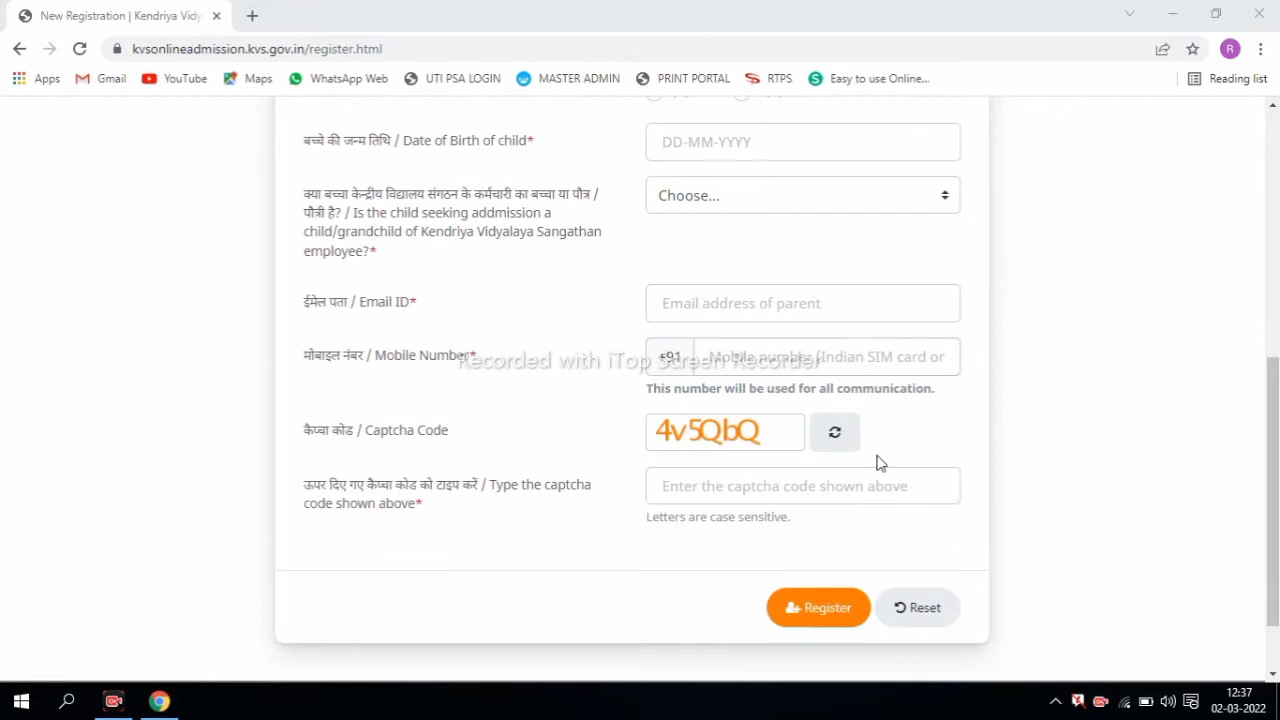 New Registration | Kendriya Vidy
kvsonlineadmission.kvs.gov.in/register.html
R
Apps Gmail YouTube Maps WhatsApp Web UTI PSA LOGIN MASTER ADMIN PRINT PORTAL RTPS Easy to use Online... Reading list
बच्चे की जन्म तिथि / Date of Birth of child*
DD-MM-YYYY
क्या बच्चा केन्द्रीय विद्यालय संगठन के कर्मचारी का बच्चा या पौत्र /
पौत्री है? / Is the child seeking addmission a
child/grandchild of Kendriya Vidyalaya Sangathan
employee?*
Choose...
ईमेल पता / Email ID*
Email address of parent
मोबाइल नंबर / Mobile Number*
+91 Mobile number (Indian SIM card or
Recorded with iTop Screen Recorder
This number will be used for all communication.
कैप्चा कोड / Captcha Code
4v5QbQ
ऊपर दिए गए कैप्चा कोड को टाइप करें / Type the captcha
code shown above*
Enter the captcha code shown above
Letters are case sensitive.
Register Reset
12:37
02-03-2022